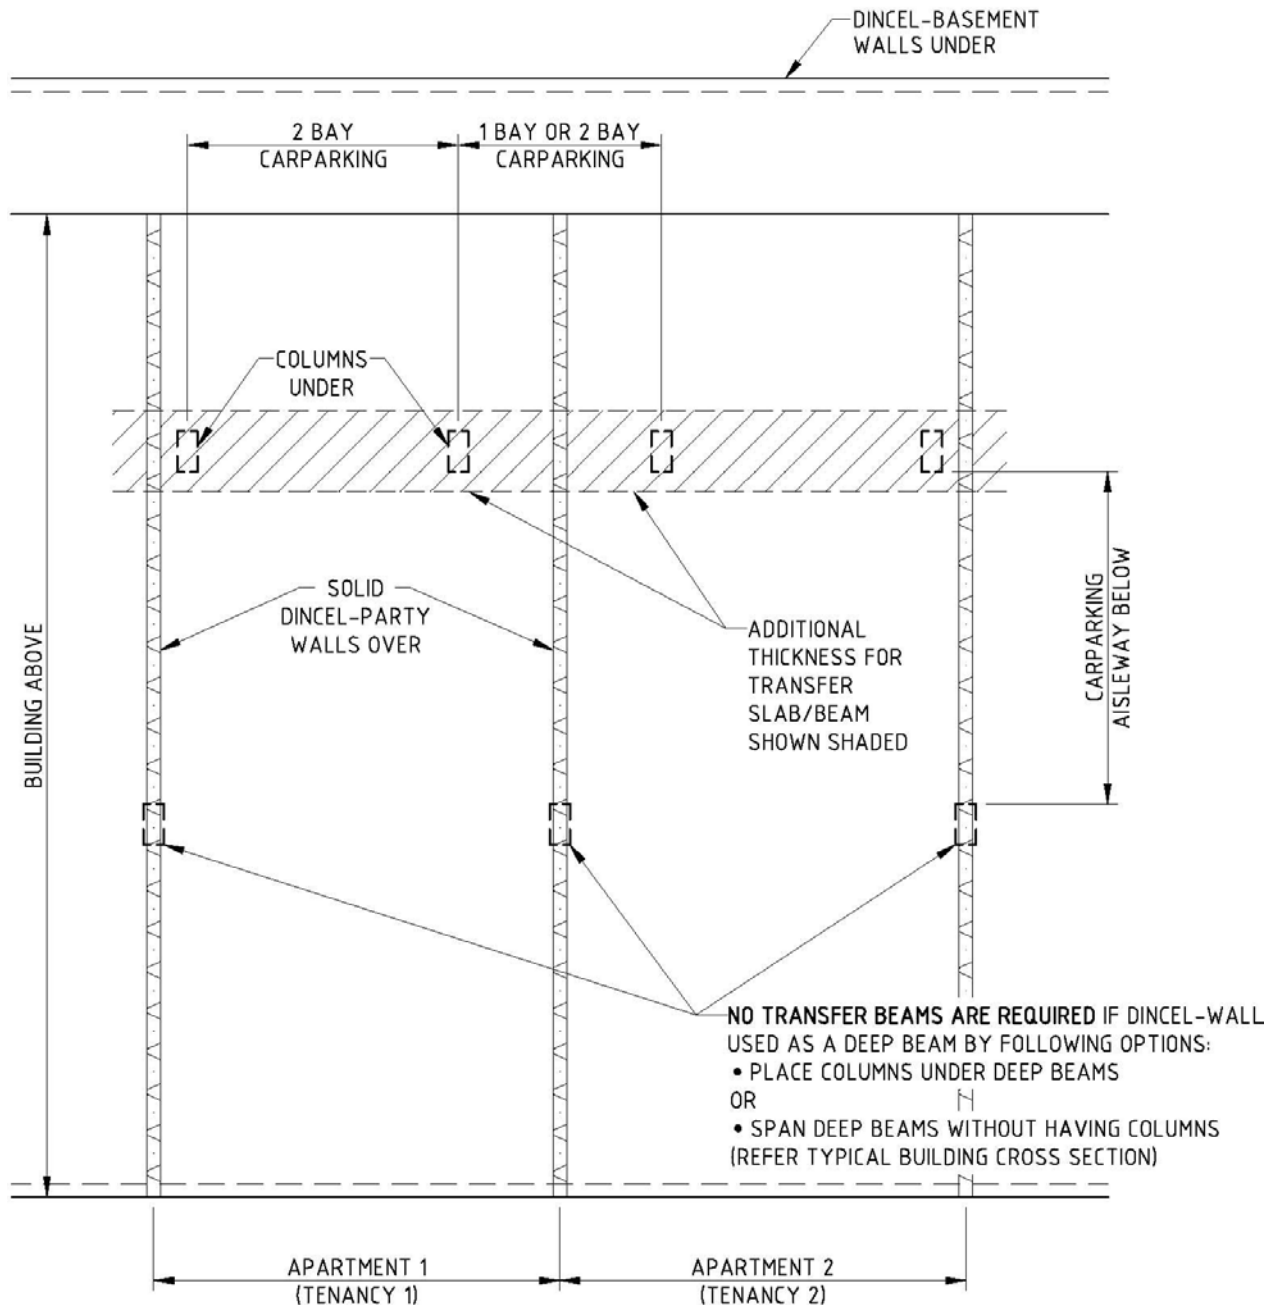 DINCEL-BASEMENT
WALLS UNDER
2 BAY
CARPARKING
1 BAY OR 2 BAY
CARPARKING
COLUMNS
UNDER
SOLID
DINCEL-PARTY
WALLS OVER
ADDITIONAL
THICKNESS FOR
TRANSFER
SLAB/BEAM
SHOWN SHADED
CARPARKING
AISLEWAY BELOW
BUILDING ABOVE
NO TRANSFER BEAMS ARE REQUIRED IF DINCEL-WALL
USED AS A DEEP BEAM BY FOLLOWING OPTIONS:
• PLACE COLUMNS UNDER DEEP BEAMS
OR
• SPAN DEEP BEAMS WITHOUT HAVING COLUMNS
(REFER TYPICAL BUILDING CROSS SECTION)
APARTMENT 1
(TENANCY 1)
APARTMENT 2
(TENANCY 2)